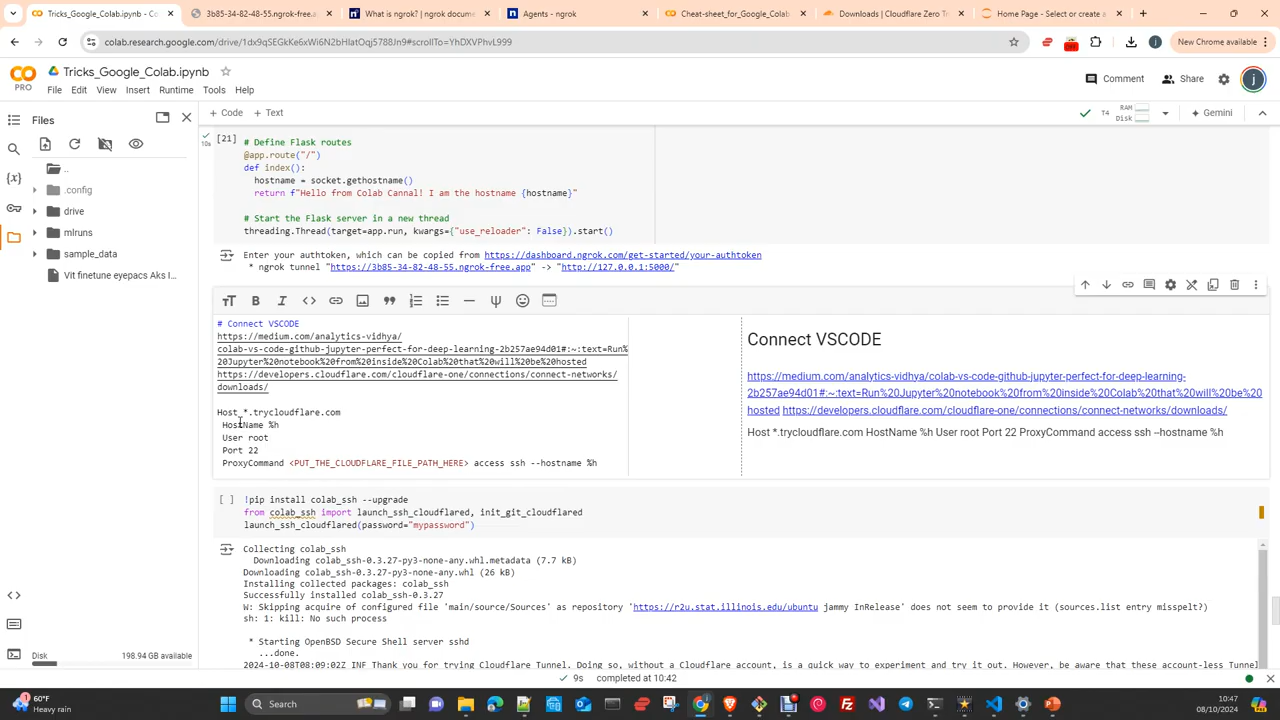 Tricks_Google_Colab.ipynb - C
3b85-34-82-48-55.ngrok-free.ap
What is ngrok? | ngrok docume
Agents - ngrok
Cheat-sheet_for_Google_Colab
Downloads | Cloudflare Zero T
Home Page - Select or create a
colab.research.google.com/drive/1dx9qSEGkKe6xWi6N2bHlatOqj5788Jn9#scrollTo=YhDXVPhvL999
New Chrome available
PRO
Tricks_Google_Colab.ipynb
File Edit View Insert Runtime Tools Help
Comment
Share
Files
+ Code + Text
T4
RAM
Disk
Gemini
..
.config
drive
mlruns
sample_data
Vit finetune eyepacs Aks I...
[21]
10s
# Define Flask routes
@app.route("/")
def index():
hostname = socket.gethostname()
return f"Hello from Colab Cannal! I am the hostname {hostname}"
# Start the Flask server in a new thread
threading.Thread(target=app.run, kwargs={"use_reloader": False}).start()
Enter your authtoken, which can be copied from https://dashboard.ngrok.com/get-started/your-authtoken
* ngrok tunnel "https://3b85-34-82-48-55.ngrok-free.app" -> "http://127.0.0.1:5000/"
# Connect VSCODE
https://medium.com/analytics-vidhya/
colab-vs-code-github-jupyter-perfect-for-deep-learning-2b257ae94d01#:~:text=Run%
20Jupyter%20notebook%20from%20inside%20Colab%20that%20will%20be%20hosted
https://developers.cloudflare.com/cloudflare-one/connections/connect-networks/
downloads/
Host *.trycloudflare.com
HostName %h
User root
Port 22
ProxyCommand <PUT_THE_CLOUDFLARE_FILE_PATH_HERE> access ssh --hostname %h
Connect VSCODE
https://medium.com/analytics-vidhya/colab-vs-code-github-jupyter-perfect-for-deep-learning-
2b257ae94d01#:~:text=Run%20Jupyter%20notebook%20from%20inside%20Colab%20that%20will%20be%20
hosted https://developers.cloudflare.com/cloudflare-one/connections/connect-networks/downloads/
Host *.trycloudflare.com HostName %h User root Port 22 ProxyCommand access ssh --hostname %h
[ ]
!pip install colab_ssh --upgrade
from colab_ssh import launch_ssh_cloudflared, init_git_cloudflared
launch_ssh_cloudflared(password="mypassword")
Collecting colab_ssh
Downloading colab_ssh-0.3.27-py3-none-any.whl.metadata (7.7 kB)
Downloading colab_ssh-0.3.27-py3-none-any.whl (26 kB)
Installing collected packages: colab_ssh
Successfully installed colab_ssh-0.3.27
W: Skipping acquire of configured file 'main/source/Sources' as repository 'https://r2u.stat.illinois.edu/ubuntu jammy InRelease' does not seem to provide it (sources.list entry misspelt?)
sh: 1: kill: No such process
* Starting OpenBSD Secure Shell server sshd
...done.
2024-10-08T08:09:02Z INF Thank you for trying Cloudflare Tunnel. Doing so, without a Cloudflare account, is a quick way to experiment and try it out. However, be aware that these account-less Tunnel
Disk
198.94 GB available
9s completed at 10:42
60°F
Heavy rain
Search
10:47
08/10/2024